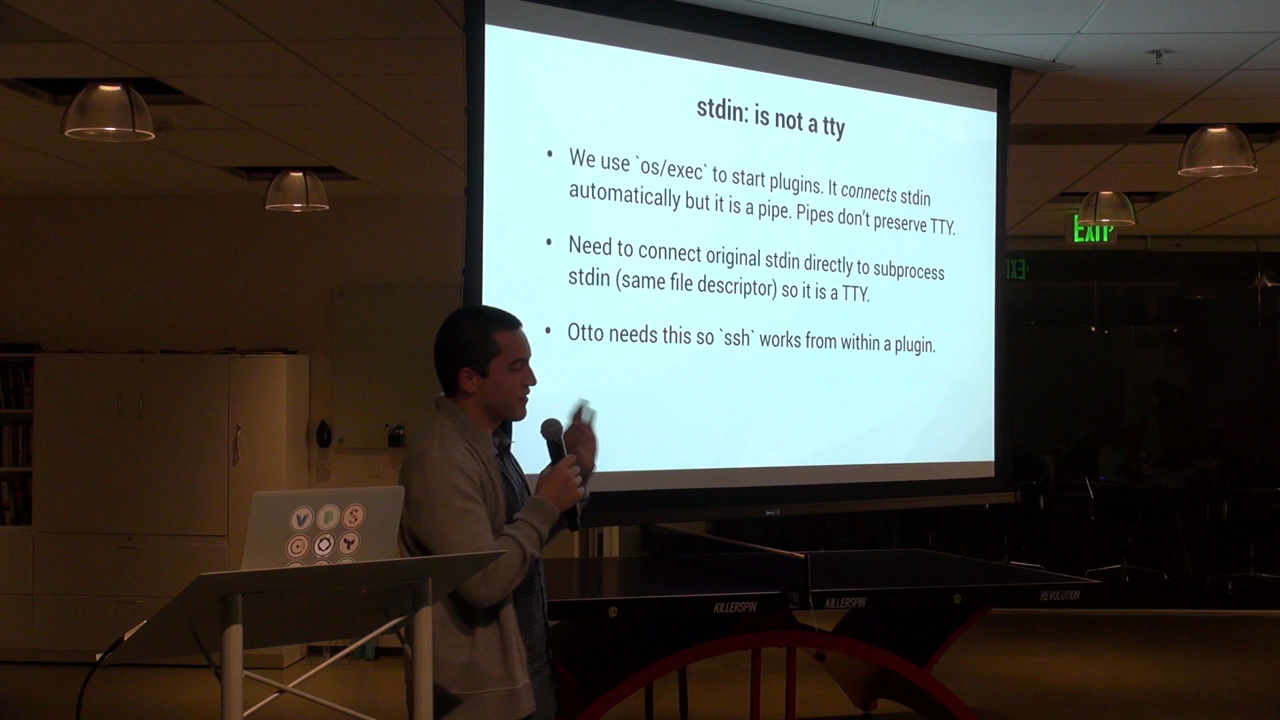 stdin: is not a tty
• We use `os/exec` to start plugins. It connects stdin
automatically but it is a pipe. Pipes don't preserve TTY.
• Need to connect original stdin directly to subprocess
stdin (same file descriptor) so it is a TTY.
• Otto needs this so `ssh` works from within a plugin.
EXIT
EXI
V P S
KILLERSPIN
KILLERSPIN
REVOLUTION